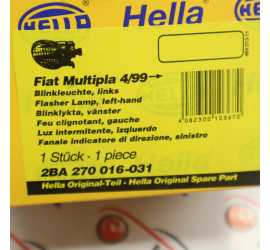 HELLA
Hella
HELLA
Fiat Multipla 4/99→
Blinkleuchte, links
Flasher Lamp, left-hand
Blinklykta, vänster
Feu clignotant, gauche
Luz intermitente, izquierdo
Fanale indicatore di direzione, sinistro
4082300103670
1 Stück · 1 piece
2BA 270 016-031
Hella Original-Teil · Hella Original Spare Part